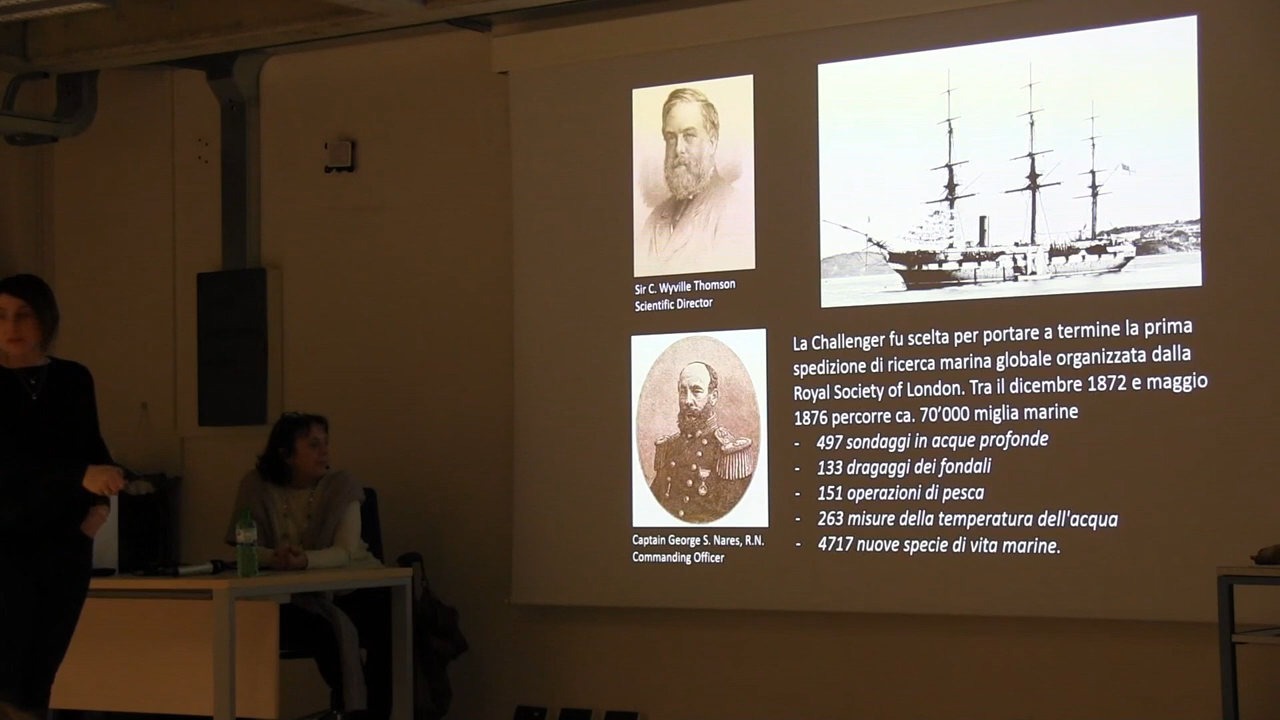 Sir C. Wyville Thomson
Scientific Director
Captain George S. Nares, R.N.
Commanding Officer
La Challenger fu scelta per portare a termine la prima
spedizione di ricerca marina globale organizzata dalla
Royal Society of London. Tra il dicembre 1872 e maggio
1876 percorre ca. 70’000 miglia marine
- 497 sondaggi in acque profonde
- 133 dragaggi dei fondali
- 151 operazioni di pesca
- 263 misure della temperatura dell'acqua
- 4717 nuove specie di vita marine.